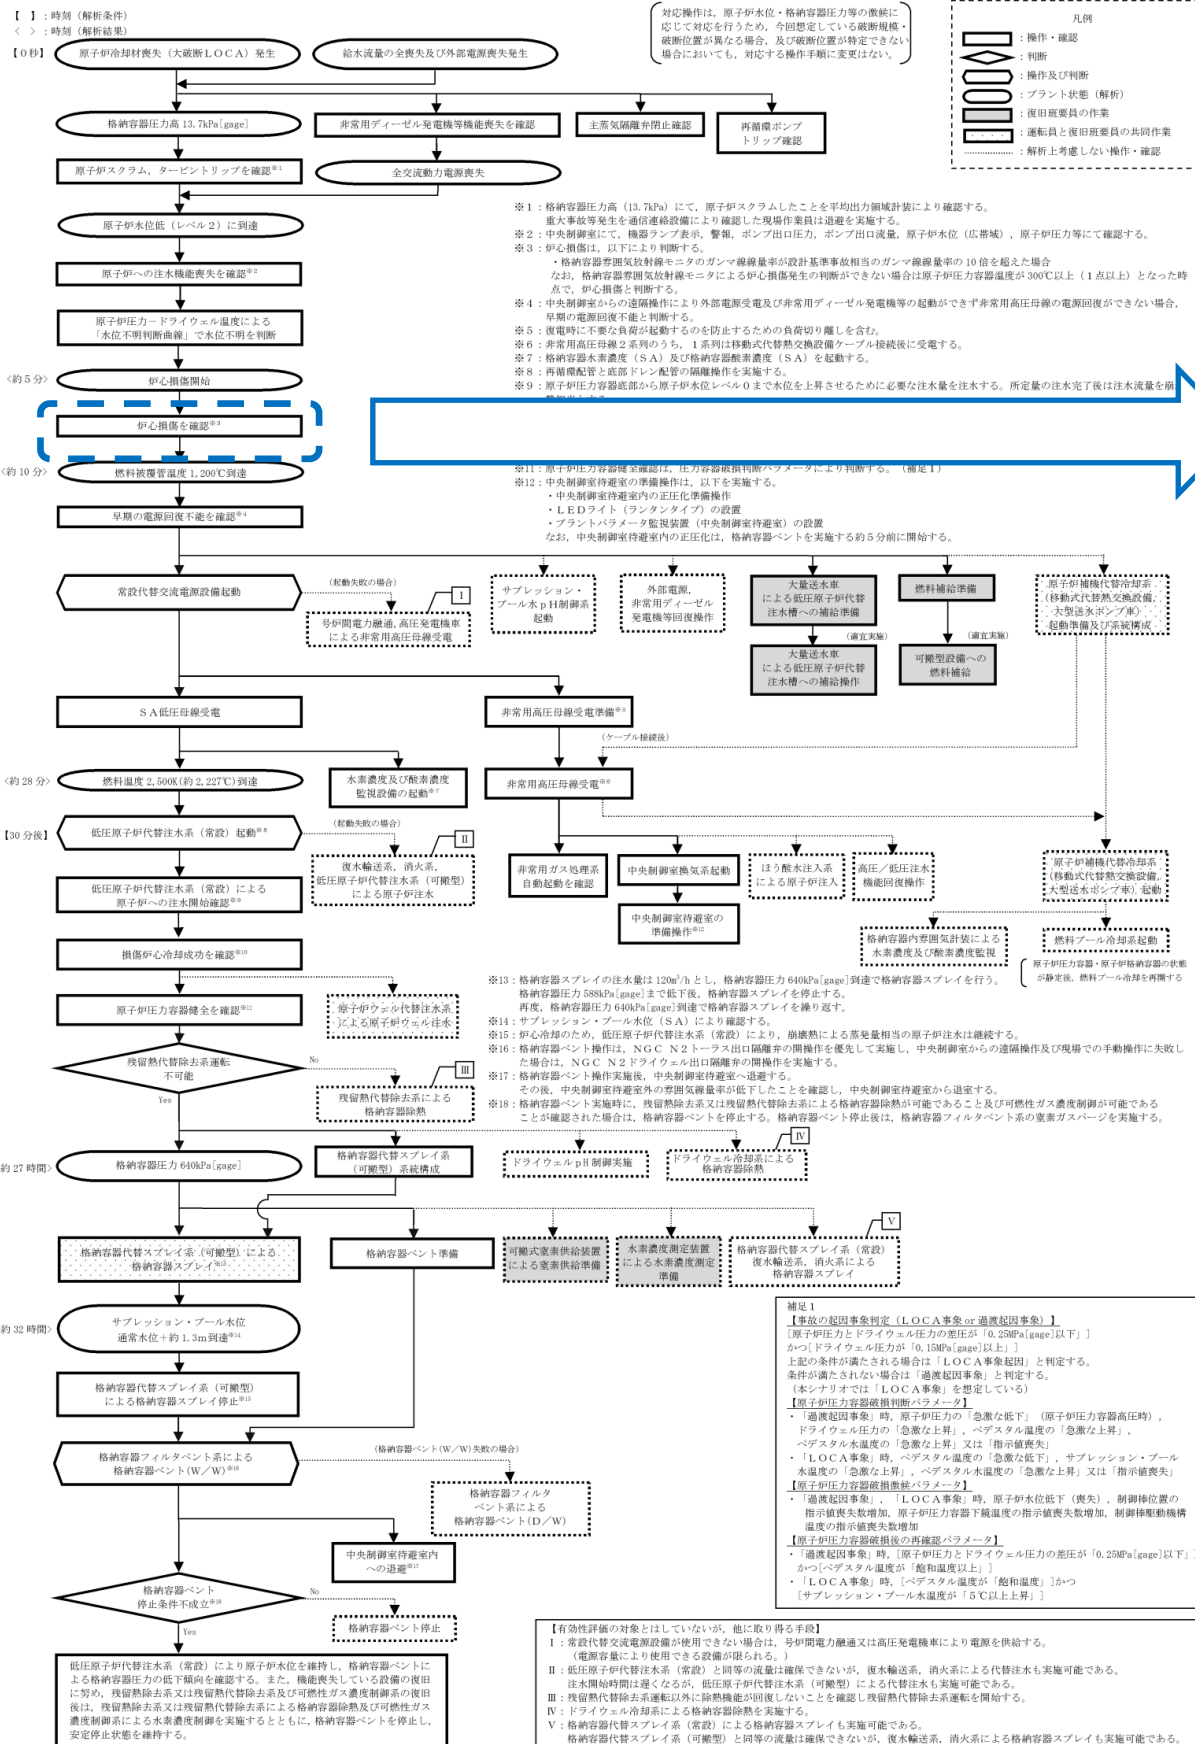 【　】：時刻（解析条件）
＜　＞：時刻（解析結果）
【0秒】
原子炉冷却材喪失（大破断ＬＯＣＡ）発生
給水流量の全喪失及び外部電源喪失発生
対応操作は，原子炉水位・格納容器圧力等の徴候に
応じて対応を行うため，今回想定している破断規模・
破断位置が異なる場合，及び破断位置が特定できない
場合においても，対応する操作手順に変更はない。
凡例
：操作・確認
：判断
：操作及び判断
：プラント状態（解析）
：復旧班要員の作業
：運転員と復旧班要員の共同作業
：解析上考慮しない操作・確認
格納容器圧力高 13.7kPa[gage]
非常用ディーゼル発電機等機能喪失を確認
主蒸気隔離弁閉止確認
再循環ポンプ
トリップ確認
原子炉スクラム，タービントリップを確認※1
全交流動力電源喪失
原子炉水位低（レベル２）に到達
原子炉への注水機能喪失を確認※2
原子炉圧力－ドライウェル温度による
「水位不明判断曲線」で水位不明を判断
〈約５分〉
炉心損傷開始
炉心損傷を確認※3
〈約10分〉
燃料被覆管温度 1,200℃到達
早期の電源回復不能を確認※4
※１：格納容器圧力高（13.7kPa）にて，原子炉スクラムしたことを平均出力領域計装により確認する。
重大事故等発生を通信連絡設備により確認した現場作業員は退避を実施する。
※２：中央制御室にて，機器ランプ表示，警報，ポンプ出口圧力，ポンプ出口流量，原子炉水位（広帯域），原子炉圧力等にて確認する。
※３：炉心損傷は，以下により判断する。
・格納容器雰囲気放射線モニタのガンマ線線量率が設計基準事故相当のガンマ線線量率の 10 倍を超えた場合
なお，格納容器雰囲気放射線モニタによる炉心損傷発生の判断ができない場合は原子炉圧力容器温度が 300℃以上（１点以上）となった時
点で，炉心損傷と判断する。
※４：中央制御室からの遠隔操作により外部電源受電及び非常用ディーゼル発電機等の起動ができず非常用高圧母線の電源回復ができない場合，
早期の電源回復不能と判断する。
※５：復電時に不要な負荷が起動するのを防止するための負荷切り離しを含む。
※６：非常用高圧母線２系列のうち，１系列は移動式代替熱交換設備ケーブル接続後に受電する。
※７：格納容器水素濃度（ＳＡ）及び格納容器酸素濃度（ＳＡ）を起動する。
※８：再循環配管と底部ドレン配管の隔離操作を実施する。
※９：原子炉圧力容器底部から原子炉水位レベル０まで水位を上昇させるために必要な注水量を注水する。所定量の注水完了後は注水流量を崩
※11：原子炉圧力容器健全確認は，圧力容器破損判断パラメータにより判断する。（補足１）
※12：中央制御室待避室の準備操作は，以下を実施する。
・中央制御室待避室内の正圧化準備操作
・ＬＥＤライト（ランタンタイプ）の設置
・プラントパラメータ監視装置（中央制御室待避室）の設置
なお，中央制御室待避室内の正圧化は，格納容器ベントを実施する約５分前に開始する。
常設代替交流電源設備起動
（起動失敗の場合）
Ⅰ
号炉間電力融通，高圧発電機車
による非常用高圧母線受電
サプレッション・
プール水ｐＨ制御系
起動
外部電源，
非常用ディーゼル
発電機等回復操作
大量送水車
による低圧原子炉代替
注水槽への補給準備
燃料補給準備
原子炉補機代替冷却系
（移動式代替熱交換設備，
大型送水ポンプ車）
起動準備及び系統構成
（適宜実施）
（適宜実施）
大量送水車
による低圧原子炉代替
注水槽への補給操作
可搬型設備への
燃料補給
ＳＡ低圧母線受電
非常用高圧母線受電準備※5
（ケーブル接続後）
〈約28分〉
燃料温度 2,500K(約 2,227℃)到達
水素濃度及び酸素濃度
監視設備の起動※7
非常用高圧母線受電※6
【30分後】
低圧原子炉代替注水系（常設）起動※8
（起動失敗の場合）
Ⅱ
復水輸送系，消火系，
低圧原子炉代替注水系（可搬型）
による原子炉注水
非常用ガス処理系
自動起動を確認
中央制御室換気系起動
ほう酸水注入系
による原子炉注入
高圧／低圧注水
機能回復操作
原子炉補機代替冷却系
（移動式代替熱交換設備，
大型送水ポンプ車）起動
低圧原子炉代替注水系（常設）による
原子炉への注水開始確認※9
中央制御室待避室の
準備操作※12
格納容器内雰囲気計装による
水素濃度及び酸素濃度監視
燃料プール冷却系起動
原子炉圧力容器・原子炉格納容器の状態
が静定後，燃料プール冷却を再開する
損傷炉心冷却成功を確認※10
原子炉圧力容器健全を確認※11
原子炉ウェル代替注水系
による原子炉ウェル注水
※13：格納容器スプレイの注水量は 120m³/h とし，格納容器圧力 640kPa[gage]到達で格納容器スプレイを行う。
格納容器圧力 588kPa[gage]まで低下後，格納容器スプレイを停止する。
再度，格納容器圧力 640kPa[gage]到達で格納容器スプレイを繰り返す。
※14：サプレッション・プール水位（ＳＡ）により確認する。
※15：炉心冷却のため，低圧原子炉代替注水系（常設）により，崩壊熱による蒸発量相当の原子炉注水は継続する。
※16：格納容器ベント操作は，ＮＧＣ Ｎ２トーラス出口隔離弁の開操作を優先して実施し，中央制御室からの遠隔操作及び現場での手動操作に失敗し
た場合は，ＮＧＣ Ｎ２ドライウェル出口隔離弁の開操作を実施する。
※17：格納容器ベント操作実施後，中央制御室待避室へ退避する。
その後，中央制御室待避室外の雰囲気線量率が低下したことを確認し，中央制御室待避室から退室する。
※18：格納容器ベント実施時に，残留熱除去系又は残留熱代替除去系による格納容器除熱が可能であること及び可燃性ガス濃度制御が可能である
ことが確認された場合は，格納容器ベントを停止する。格納容器ベント停止後は，格納容器フィルタベント系の窒素ガスパージを実施する。
残留熱代替除去系運転
不可能
No
Yes
Ⅲ
残留熱代替除去系による
格納容器除熱
約 27 時間〉
格納容器圧力 640kPa[gage]
格納容器代替スプレイ系
（可搬型）系統構成
ドライウェルｐＨ制御実施
Ⅳ
ドライウェル冷却系による
格納容器除熱
格納容器代替スプレイ系（可搬型）による
格納容器スプレイ※13
格納容器ベント準備
可搬式窒素供給装置
による窒素供給準備
水素濃度測定装置
による水素濃度測定
準備
Ⅴ
格納容器代替スプレイ系（常設）
復水輸送系，消火系による
格納容器スプレイ
約 32 時間〉
サプレッション・プール水位
通常水位＋約 1.3m到達※14
格納容器代替スプレイ系（可搬型）
による格納容器スプレイ停止※15
格納容器フィルタベント系による
格納容器ベント(Ｗ／Ｗ)※16
（格納容器ベント(Ｗ／Ｗ)失敗の場合）
格納容器フィルタ
ベント系による
格納容器ベント(Ｄ／Ｗ)
中央制御室待避室内
への退避※17
格納容器ベント
停止条件不成立※18
No
Yes
格納容器ベント停止
低圧原子炉代替注水系（常設）により原子炉水位を維持し，格納容器ベントに
よる格納容器圧力の低下傾向を確認する。また，機能喪失している設備の復旧
に努め，残留熱除去系又は残留熱代替除去系及び可燃性ガス濃度制御系の復旧
後は，残留熱除去系又は残留熱代替除去系による格納容器除熱及び可燃性ガス
濃度制御系による水素濃度制御を実施するとともに，格納容器ベントを停止し，
安定停止状態を維持する。
補足１
【事故の起因事象判定（ＬＯＣＡ事象 or 過渡起因事象）】
[原子炉圧力とドライウェル圧力の差圧が「0.25MPa[gage]以下」]
かつ[ドライウェル圧力が「0.15MPa[gage]以上」]
上記の条件が満たされる場合は「ＬＯＣＡ事象起因」と判定する。
条件が満たされない場合は「過渡起因事象」と判定する。
（本シナリオでは「ＬＯＣＡ事象」を想定している）
【原子炉圧力容器破損判断パラメータ】
・「過渡起因事象」時，原子炉圧力の「急激な低下」（原子炉圧力容器高圧時），
ドライウェル圧力の「急激な上昇」，ペデスタル温度の「急激な上昇」，
ペデスタル水温度の「急激な上昇」又は「指示値喪失」
・「ＬＯＣＡ事象」時，ペデスタル温度の「急激な低下」，サプレッション・プール
水温度の「急激な上昇」，ペデスタル水温度の「急激な上昇」又は「指示値喪失」
【原子炉圧力容器破損徴候パラメータ】
・「過渡起因事象」，「ＬＯＣＡ事象」時，原子炉水位低下（喪失），制御棒位置の
指示値喪失数増加，原子炉圧力容器下鏡温度の指示値喪失数増加，制御棒駆動機構
温度の指示値喪失数増加
【原子炉圧力容器破損後の再確認パラメータ】
・「過渡起因事象」時，[原子炉圧力とドライウェル圧力の差圧が「0.25MPa[gage]以下」]
かつ[ペデスタル温度が「飽和温度以上」]
・「ＬＯＣＡ事象」時，[ペデスタル温度が「飽和温度」]かつ
[サプレッション・プール水温度が「５℃以上上昇」]
【有効性評価の対象とはしていないが，他に取り得る手段】
Ⅰ：常設代替交流電源設備が使用できない場合は，号炉間電力融通又は高圧発電機車により電源を供給する。
（電源容量により使用できる設備が限られる。）
Ⅱ：低圧原子炉代替注水系（常設）と同等の流量は確保できないが，復水輸送系，消火系による代替注水も実施可能である。
注水開始時間は遅くなるが，低圧原子炉代替注水系（可搬型）による代替注水も実施可能である。
Ⅲ：残留熱代替除去系運転以外に除熱機能が回復しないことを確認し残留熱代替除去系運転を開始する。
Ⅳ：ドライウェル冷却系による格納容器除熱を実施する。
Ⅴ：格納容器代替スプレイ系（常設）による格納容器スプレイも実施可能である。
格納容器代替スプレイ系（可搬型）と同等の流量は確保できないが，復水輸送系，消火系による格納容器スプレイも実施可能である。